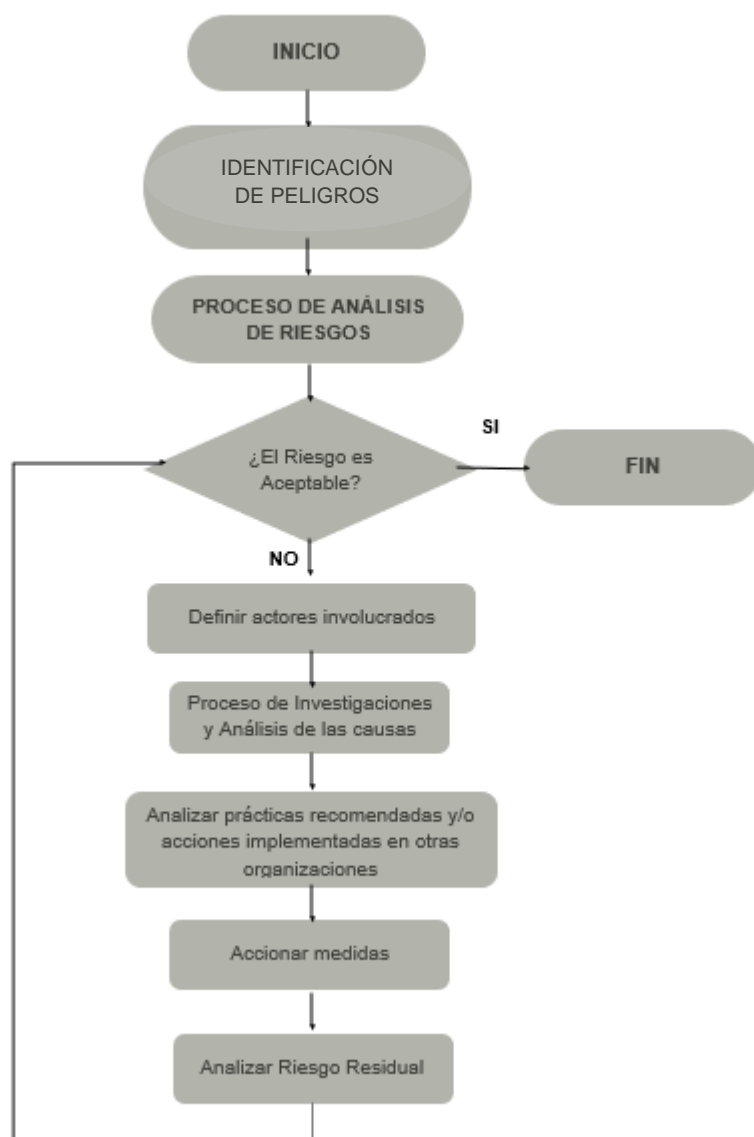 INICIO
IDENTIFICACIÓN
DE PELIGROS
PROCESO DE ANÁLISIS
DE RIESGOS
¿El Riesgo es
Aceptable?
SI
FIN
NO
Definir actores involucrados
Proceso de Investigaciones
y Análisis de las causas
Analizar prácticas recomendadas y/o
acciones implementadas en otras
organizaciones
Accionar medidas
Analizar Riesgo Residual